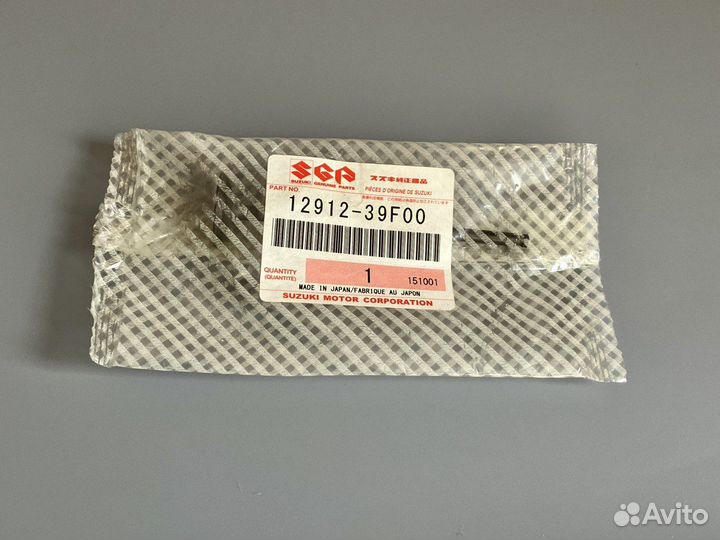 SGP
SUZUKI GENUINE PARTS
スズキ純正部品
PIÈCES D'ORIGINE DE SUZUKI
PART NO.
12912-39F00
QUANTITY
(QUANTITÉ)
1
151001
MADE IN JAPAN/FABRIQUE AU JAPON
SUZUKI MOTOR CORPORATION
Avito